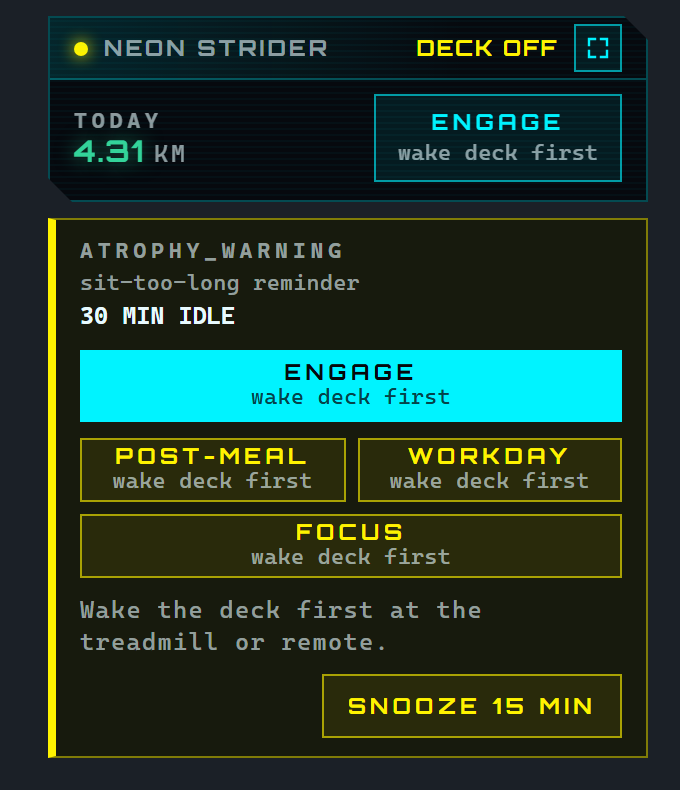 NEON STRIDER DECK OFF
TODAY
4.31 KM
ENGAGE
wake deck first
ATROPHY_WARNING
sit-too-long reminder
30 MIN IDLE
ENGAGE
wake deck first
POST-MEAL
wake deck first
WORKDAY
wake deck first
FOCUS
wake deck first
Wake the deck first at the
treadmill or remote.
SNOOZE 15 MIN